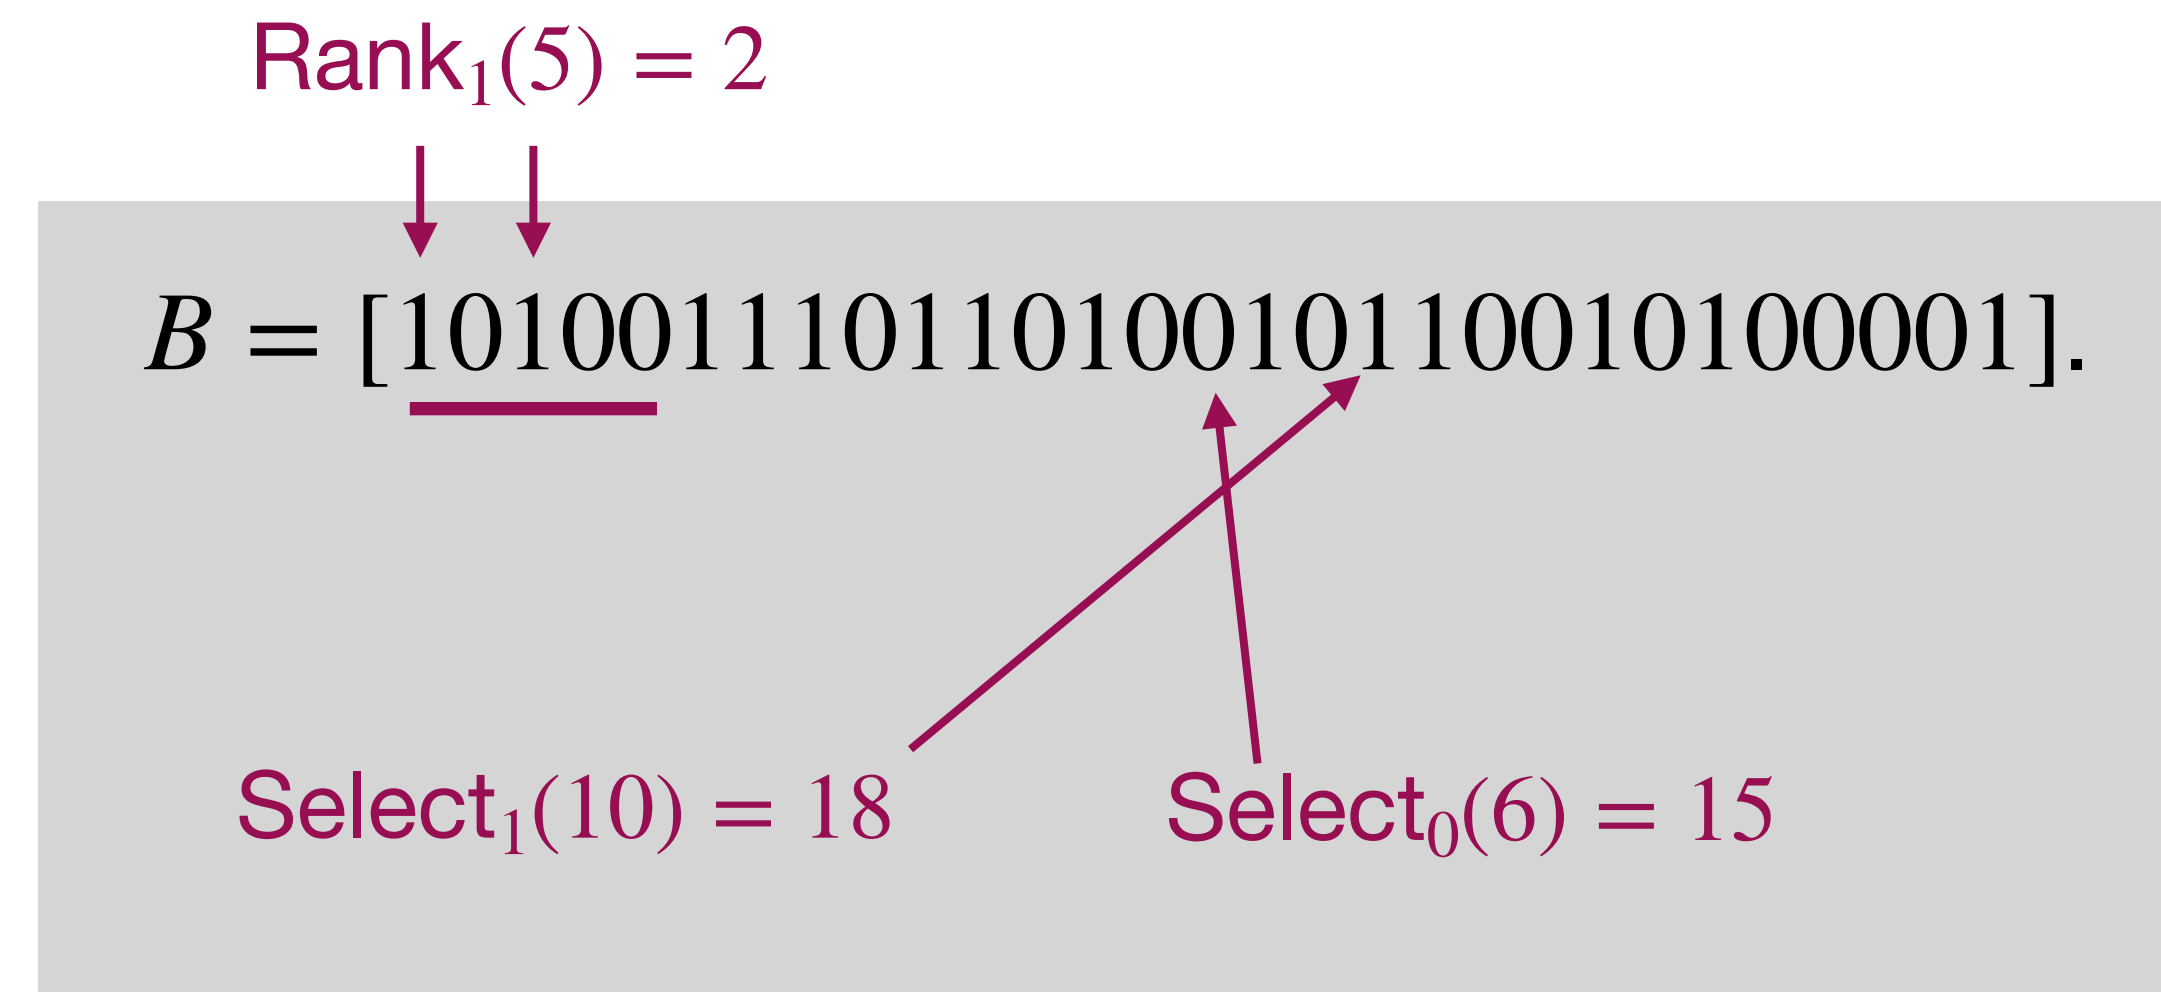 Rank₁(5) = 2
B = [10100111011010010110010100001].
Select₁(10) = 18
Select₀(6) = 15